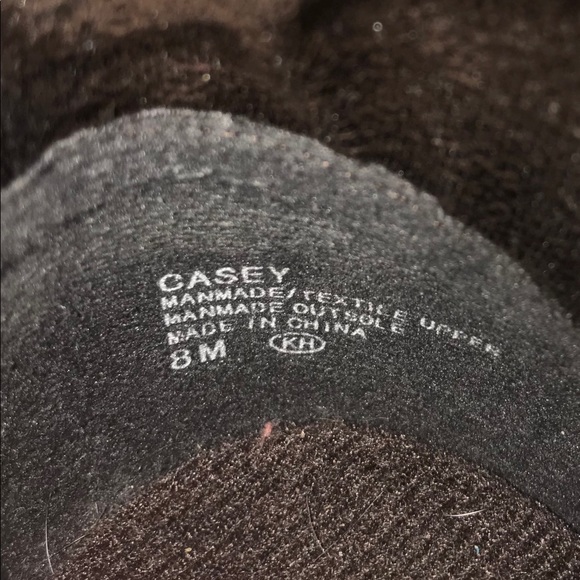 CASEY
MANMADE/TEXTILE UPPER
MANMADE OUTSOLE
MADE IN CHINA
8M KH